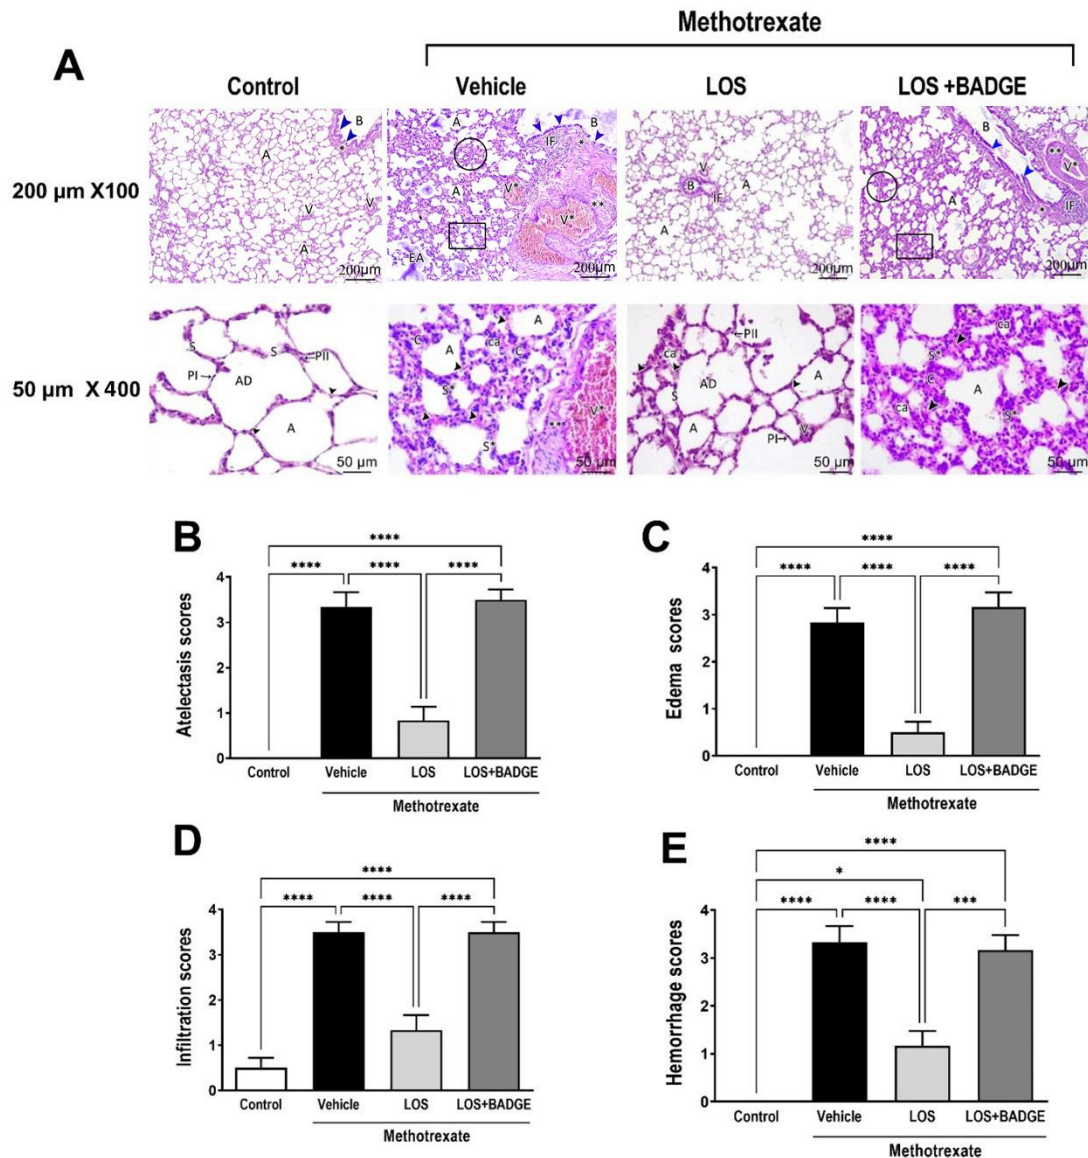 Methotrexate
A
Control
Vehicle
LOS
LOS +BADGE
200 µm X100
B
*
A
V
V
A
200µm
A
B
IF
*
A
V*
**
V*
EA
200µm
V
B
A
IF
A
200µm
B
**
V*
IF
A
*
200µm
50 µm X 400
S
S
PII
PI
AD
A
50 µm
A
C
ca
C
A
S*
V*
**
S*
50 µm
ca
←PII
AD
A
S
A
V
PI→
50 µm
ca
S*
C
A
ca
S*
50 µm
B
****
**** **** ****
Atelectasis scores
4
3
2
1
0
Control Vehicle LOS LOS+BADGE
Methotrexate
C
****
**** **** ****
Edema scores
4
3
2
1
0
Control Vehicle LOS LOS+BADGE
Methotrexate
D
****
**** **** ****
Infiltration scores
4
3
2
1
0
Control Vehicle LOS LOS+BADGE
Methotrexate
E
****
*
**** **** ***
Hemorrhage scores
4
3
2
1
0
Control Vehicle LOS LOS+BADGE
Methotrexate